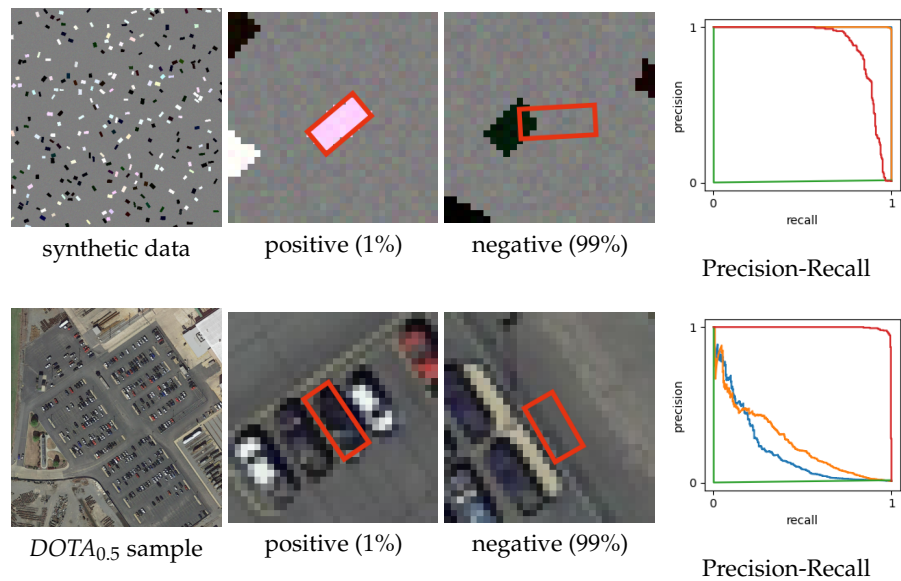 1
precision
0
0
1
recall
synthetic data
positive (1%)
negative (99%)
Precision-Recall
1
precision
0
0
1
recall
DOTA0.5 sample
positive (1%)
negative (99%)
Precision-Recall